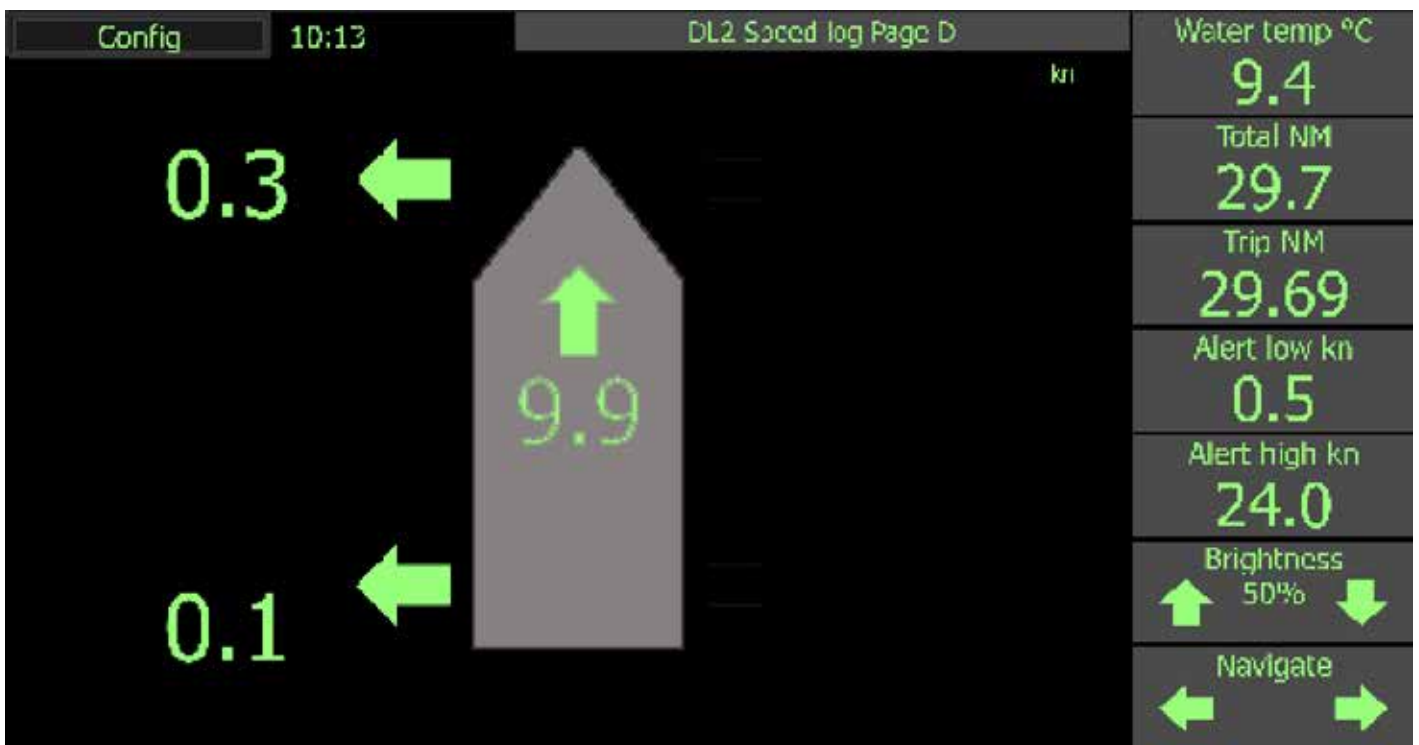 Config
10:13
DL2 Speed log Page D
kn
0.3
9.9
0.1
Water temp °C
9.4
Total NM
29.7
Trip NM
29.69
Alert low kn
0.5
Alert high kn
24.0
Brightness
50%
Navigate